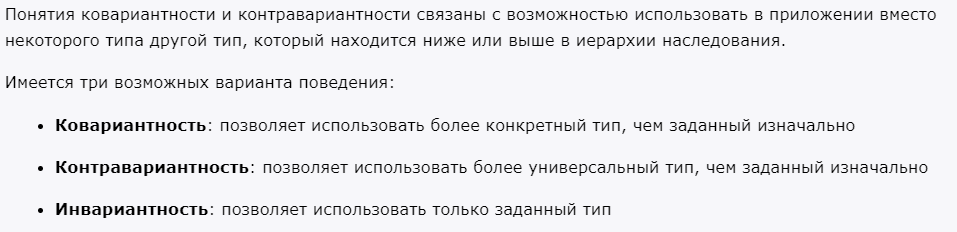 Понятия ковариантности и контравариантности связаны с возможностью использовать в приложении вместо
некоторого типа другой тип, который находится ниже или выше в иерархии наследования.
Имеется три возможных варианта поведения:
• Ковариантность: позволяет использовать более конкретный тип, чем заданный изначально
• Контравариантность: позволяет использовать более универсальный тип, чем заданный изначально
• Инвариантность: позволяет использовать только заданный тип